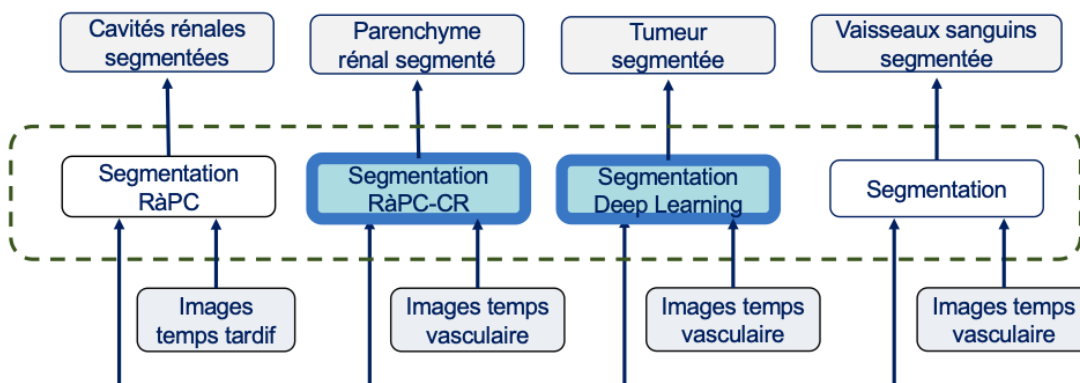 Cavités rénales
segmentées
Parenchyme
rénal segmenté
Tumeur
segmentée
Vaisseaux sanguins
segmentée
Segmentation
RàPC
Segmentation
RàPC-CR
Segmentation
Deep Learning
Segmentation
Images
temps tardif
Images temps
vasculaire
Images temps
vasculaire
Images temps
vasculaire